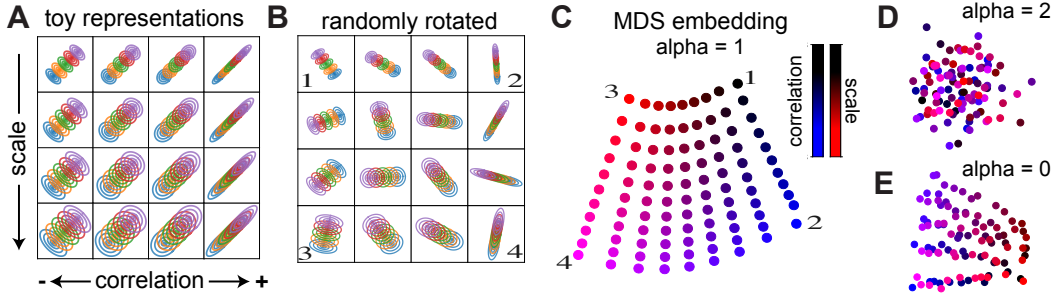 A
toy representations
scale
- correlation +
B
randomly rotated
1
2
3
4
C
MDS embedding
alpha = 1
3
1
2
4
correlation
scale
D
alpha = 2
E
alpha = 0